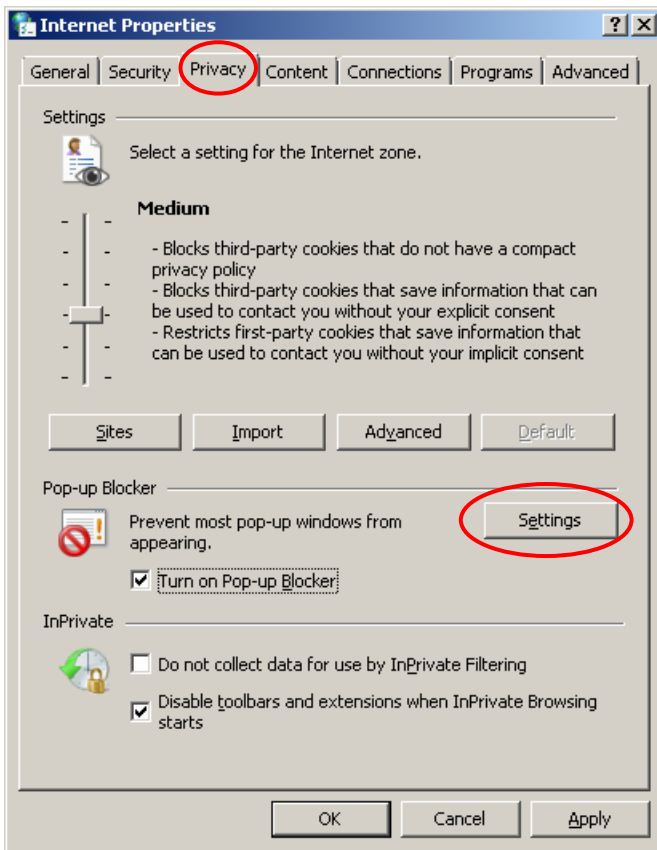 Internet Properties
General Security Privacy Content Connections Programs Advanced
Settings
Select a setting for the Internet zone.
Medium
- Blocks third-party cookies that do not have a compact
privacy policy
- Blocks third-party cookies that save information that can
be used to contact you without your explicit consent
- Restricts first-party cookies that save information that
can be used to contact you without your implicit consent
Sites Import Advanced Default
Pop-up Blocker
Prevent most pop-up windows from
appearing.
Settings
Turn on Pop-up Blocker
InPrivate
Do not collect data for use by InPrivate Filtering
Disable toolbars and extensions when InPrivate Browsing
starts
OK Cancel Apply